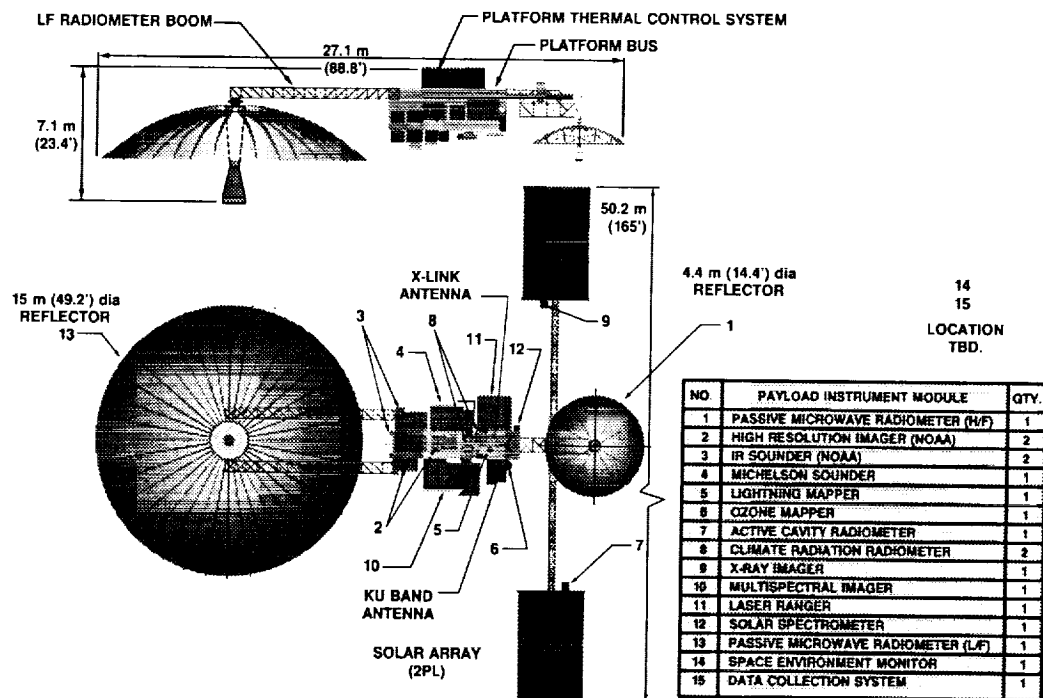 LF RADIOMETER BOOM
PLATFORM THERMAL CONTROL SYSTEM
PLATFORM BUS
27.1 m
(88.8')
7.1 m
(23.4')
50.2 m
(165')
4.4 m (14.4') dia
REFLECTOR
14
15
LOCATION
TBD.
X-LINK
ANTENNA
15 m (49.2') dia
REFLECTOR
13
3
8
4
11
12
9
1
2
10
5
6
7
KU BAND
ANTENNA
SOLAR ARRAY
(2PL)
NO. PAYLOAD INSTRUMENT MODULE QTY.
1 PASSIVE MICROWAVE RADIOMETER (H/F) 1
2 HIGH RESOLUTION IMAGER (NOAA) 2
3 IR SOUNDER (NOAA) 2
4 MICHELSON SOUNDER 1
5 LIGHTNING MAPPER 1
6 OZONE MAPPER 1
7 ACTIVE CAVITY RADIOMETER 1
8 CLIMATE RADIATION RADIOMETER 2
9 X-RAY IMAGER 1
10 MULTISPECTRAL IMAGER 1
11 LASER RANGER 1
12 SOLAR SPECTROMETER 1
13 PASSIVE MICROWAVE RADIOMETER (L/F) 1
14 SPACE ENVIRONMENT MONITOR 1
15 DATA COLLECTION SYSTEM 1